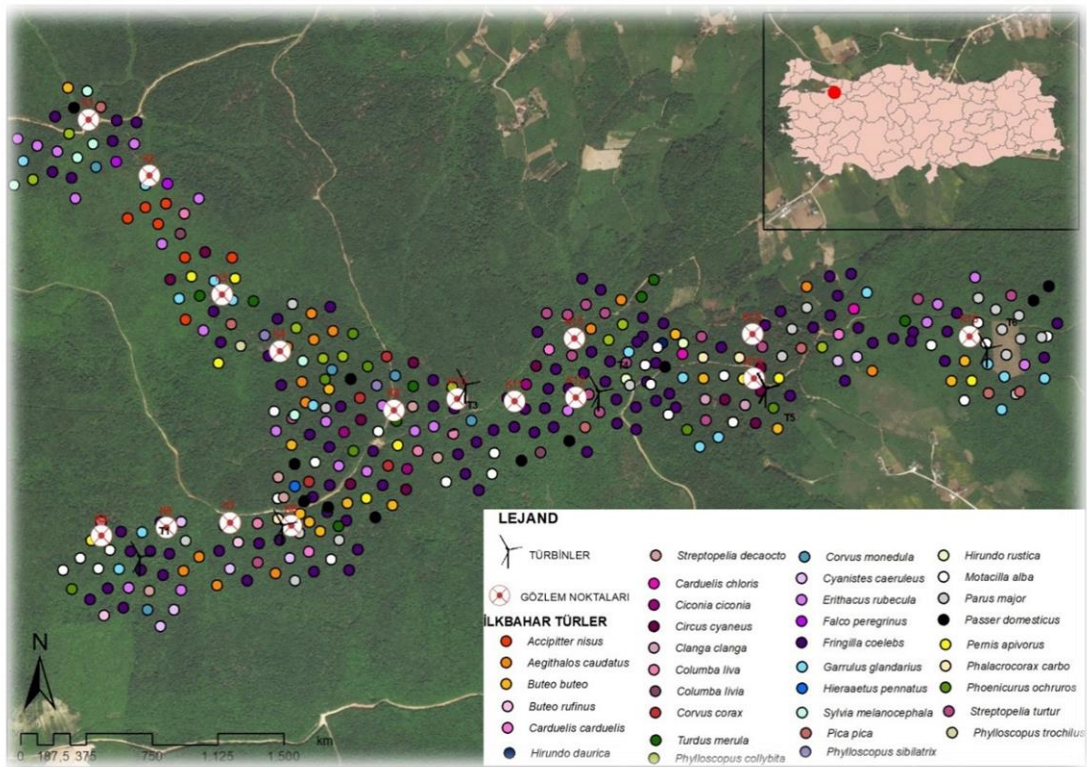 T3
T5
T6
T1
N
0 187,5 375 750 1.125 1.500 km
LEJAND
TÜRBİNLER
GÖZLEM NOKTALARI
İLKBAHAR TÜRLER
Accipiter nisus
Aegithalos caudatus
Buteo buteo
Buteo rufinus
Carduelis carduelis
Hirundo daurica
Streptopelia decaocto
Carduelis chloris
Ciconia ciconia
Circus cyaneus
Clanga clanga
Columba liva
Columba livia
Corvus corax
Turdus merula
Phylloscopus collybita
Corvus monedula
Cyanistes caeruleus
Erithacus rubecula
Falco peregrinus
Fringilla coelebs
Garrulus glandarius
Hieraaetus pennatus
Sylvia melanocephala
Pica pica
Phylloscopus sibilatrix
Hirundo rustica
Motacilla alba
Parus major
Passer domesticus
Pernis apivorus
Phalacrocorax carbo
Phoenicurus ochruros
Streptopelia turtur
Phylloscopus trochilus